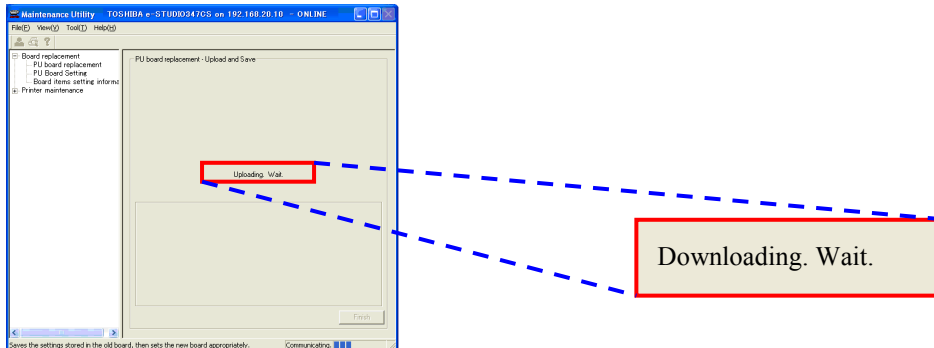 Maintenance Utility TOSHIBA e-STUDIO347CS on 192.168.20.10 - ONLINE
File(F) View(V) Tool(T) Help(H)
Board replacement
PU board replacement
PU Board Setting
Board items setting informa
Printer maintenance
PU board replacement - Upload and Save
Uploading. Wait.
Downloading. Wait.
Finish
Saves the settings stored in the old board, then sets the new board appropriately. Communicating.